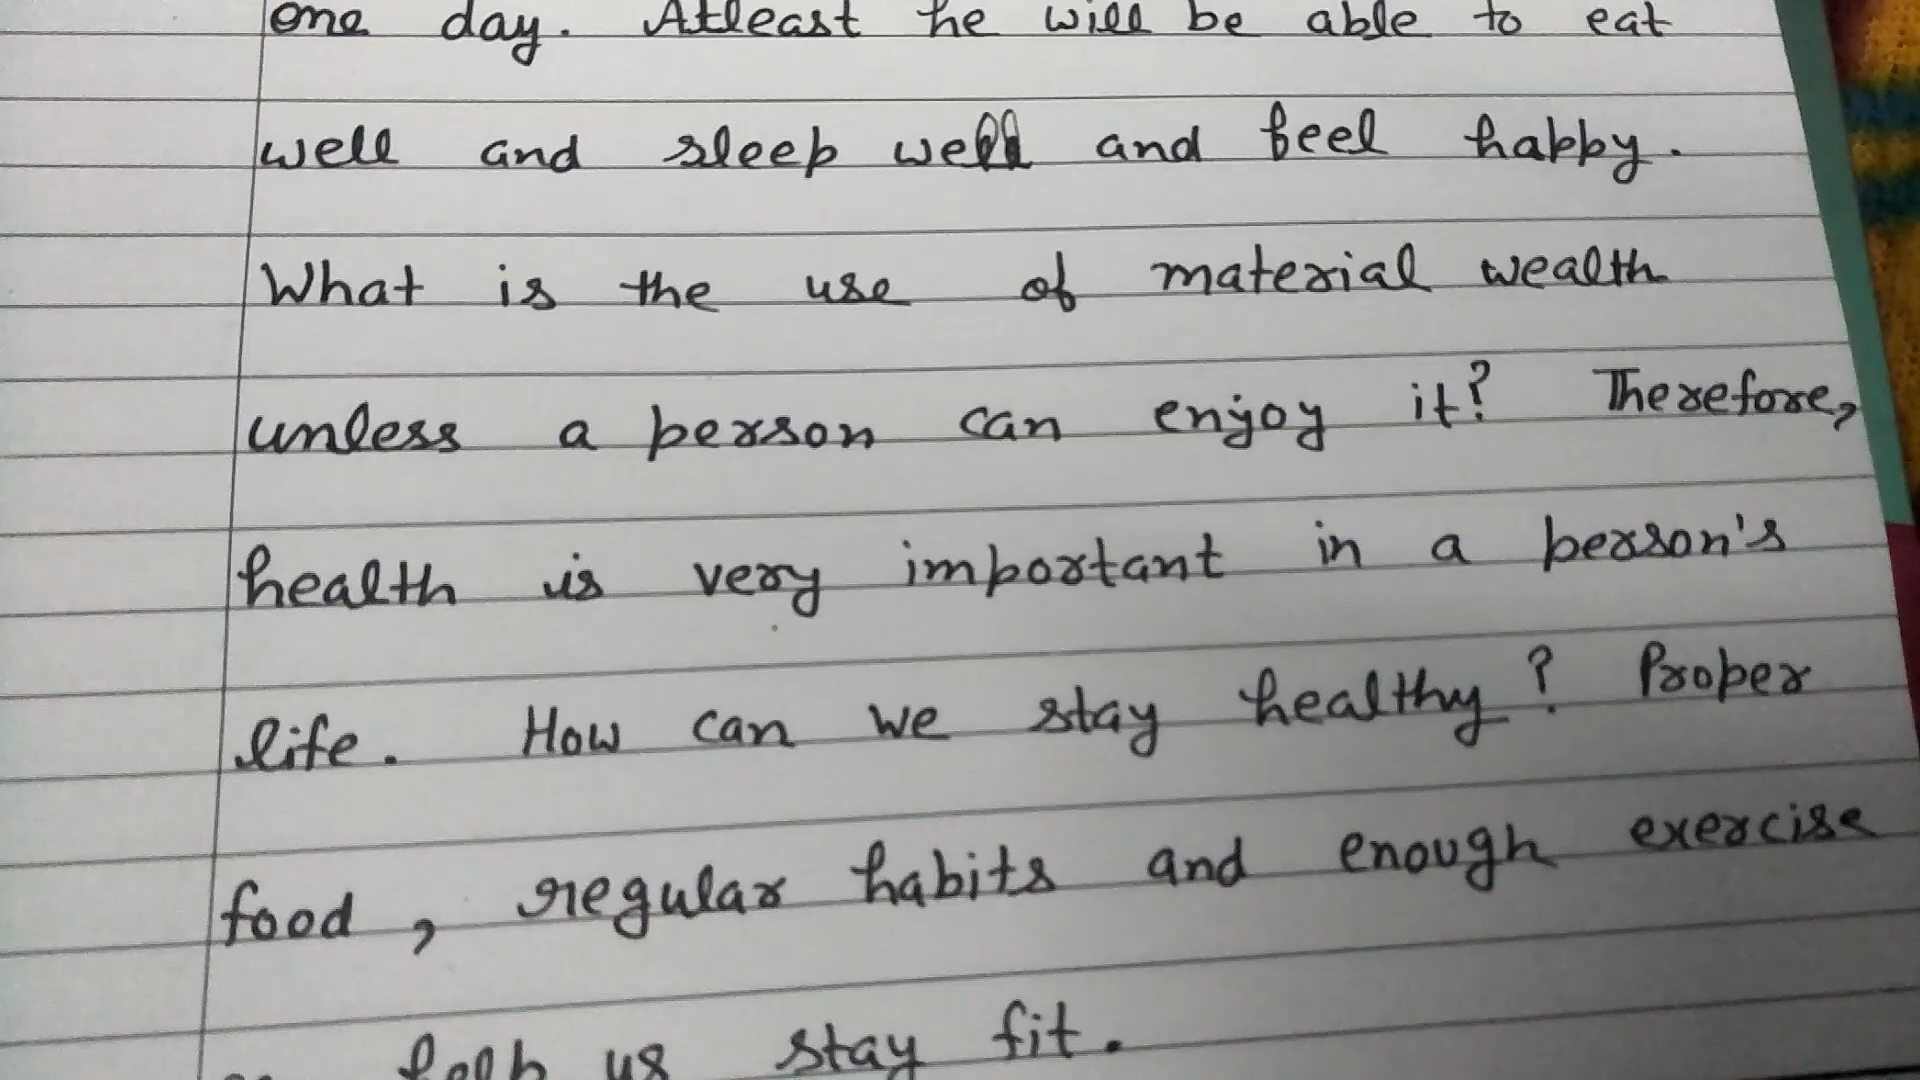 one day. Atleast he will be able to eat
well and sleep well and feel happy.
What is the use of material wealth
unless a person can enjoy it? Therefore,
health is very important in a person's
life. How can we stay healthy? Proper
food, regular habits and enough exercise
help us stay fit.